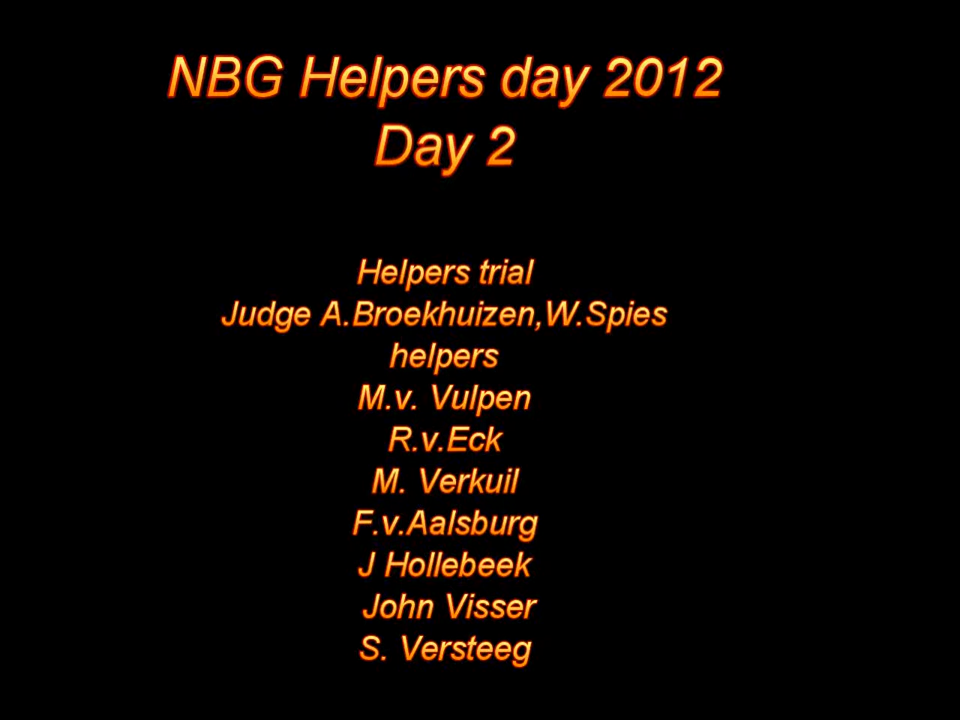 NBG Helpers day 2012
Day 2
Helpers trial
Judge A.Broekhuizen,W.Spies
helpers
M.v. Vulpen
R.v.Eck
M. Verkuil
F.v.Aalsburg
J Hollebeek
John Visser
S. Versteeg